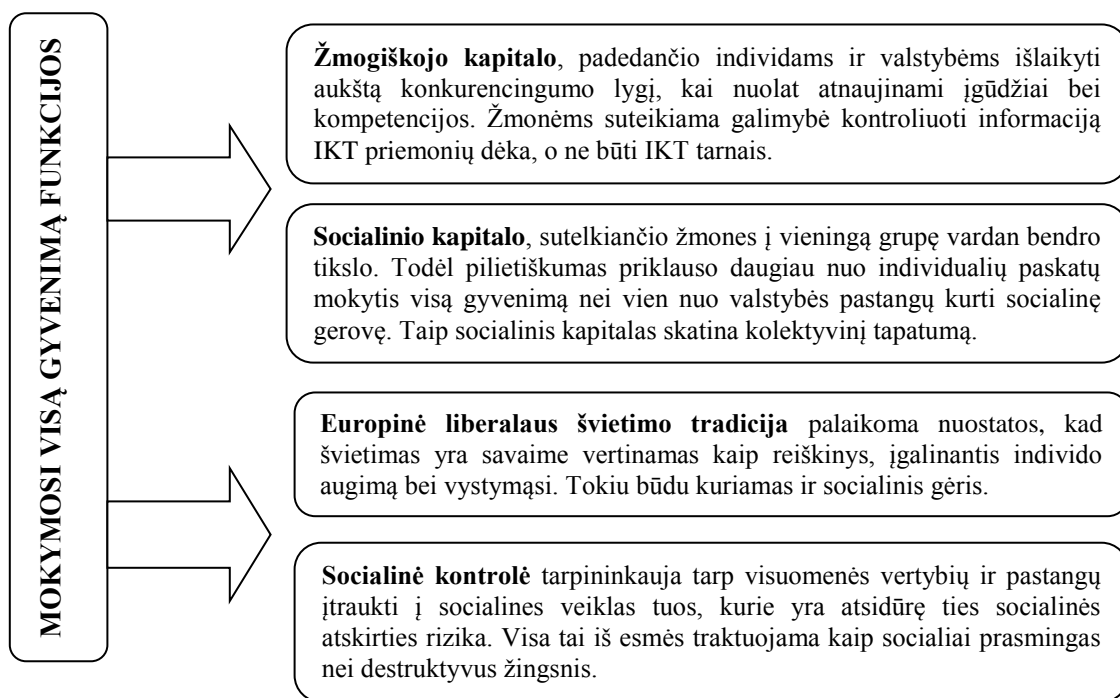 MOKYMOSI VISĄ GYVENIMĄ FUNKCIJOS
Žmogiškojo kapitalo, padedančio individams ir valstybėms išlaikyti
aukštą konkurencingumo lygį, kai nuolat atnaujinami įgūdžiai bei
kompetencijos. Žmonėms suteikiama galimybė kontroliuoti informaciją
IKT priemonių dėka, o ne būti IKT tarnais.
Socialinio kapitalo, sutelkiančio žmones į vieningą grupę vardan bendro
tikslo. Todėl pilietiškumas priklauso daugiau nuo individualių paskatų
mokytis visą gyvenimą nei vien nuo valstybės pastangų kurti socialinę
gerovę. Taip socialinis kapitalas skatina kolektyvinį tapatumą.
Europinė liberalaus švietimo tradicija palaikoma nuostatos, kad
švietimas yra savaime vertinamas kaip reiškinys, įgalinantis individo
augimą bei vystymąsi. Tokiu būdu kuriamas ir socialinis gėris.
Socialinė kontrolė tarpininkauja tarp visuomenės vertybių ir pastangų
įtraukti į socialines veiklas tuos, kurie yra atsidūrę ties socialinės
atskirties rizika. Visa tai iš esmės traktuojama kaip socialiai prasmingas
nei destruktyvus žingsnis.